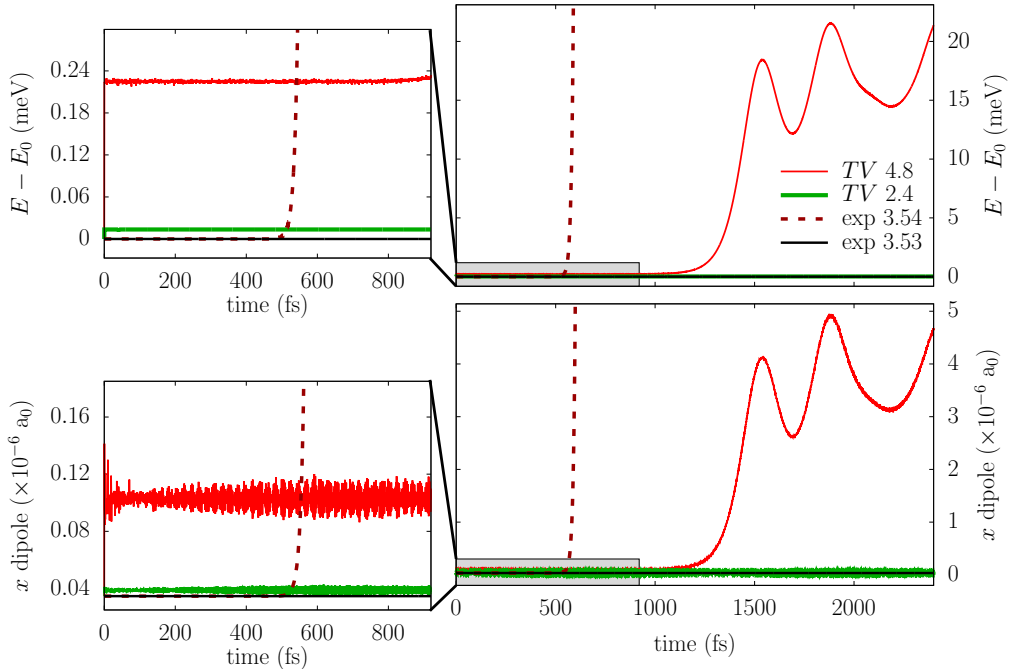 E − E₀ (meV)
0.24
0.18
0.12
0.06
0
0 200 400 600 800
time (fs)
20
15
10
5
0
E − E₀ (meV)
TV 4.8
TV 2.4
exp 3.54
exp 3.53
x dipole (×10⁻⁶ a₀)
0.16
0.12
0.08
0.04
0 200 400 600 800
time (fs)
5
4
3
2
1
0
x dipole (×10⁻⁶ a₀)
0 500 1000 1500 2000
time (fs)